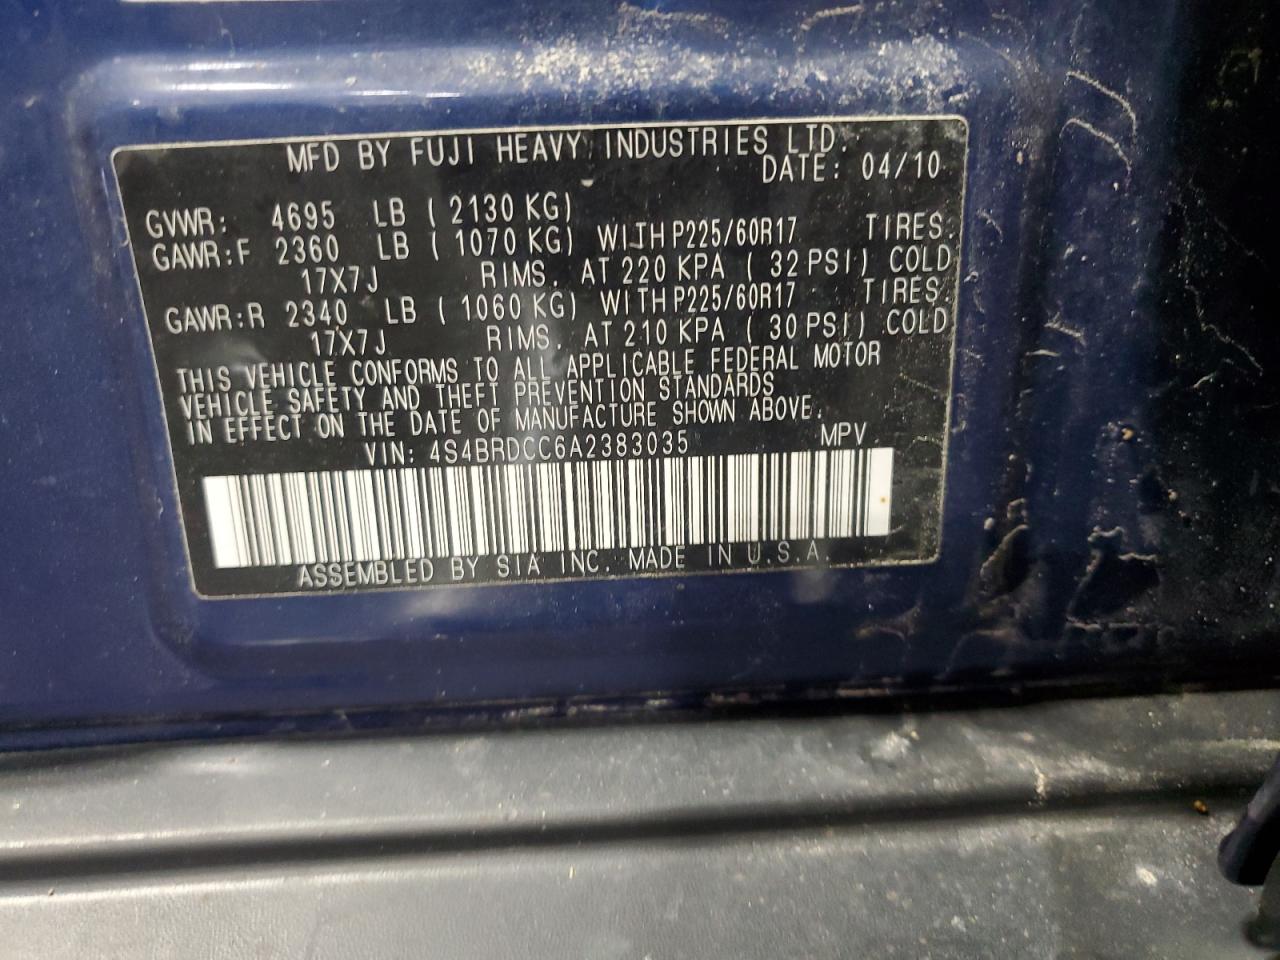 MFD BY FUJI HEAVY INDUSTRIES LTD.
DATE: 04/10
GVWR: 4695 LB ( 2130 KG)
GAWR:F 2360 LB ( 1070 KG) WITH P225/60R17 TIRES.
17X7J RIMS. AT 220 KPA ( 32 PSI) COLD
GAWR:R 2340 LB ( 1060 KG) WITH P225/60R17 TIRES.
17X7J RIMS. AT 210 KPA ( 30 PSI) COLD
THIS VEHICLE CONFORMS TO ALL APPLICABLE FEDERAL MOTOR
VEHICLE SAFETY AND THEFT PREVENTION STANDARDS
IN EFFECT ON THE DATE OF MANUFACTURE SHOWN ABOVE.
VIN: 4S4BRDCC6A2383035 MPV
ASSEMBLED BY SIA INC. MADE IN U.S.A.